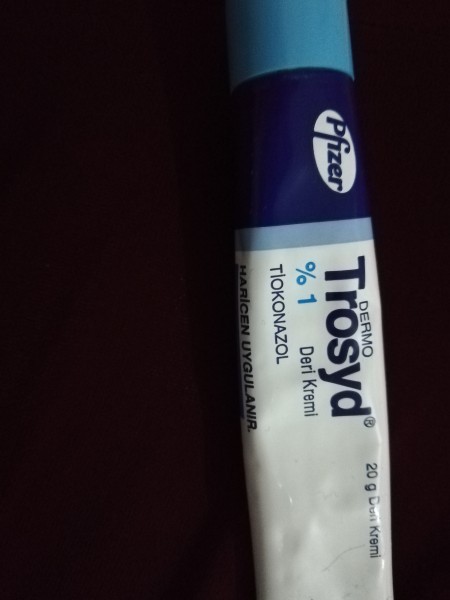 Pfizer
DERMO
Trosyd®
% 1 Deri Kremi
TİOKONAZOL
HARİCEN UYGULANIR.
20 g Deri Kremi